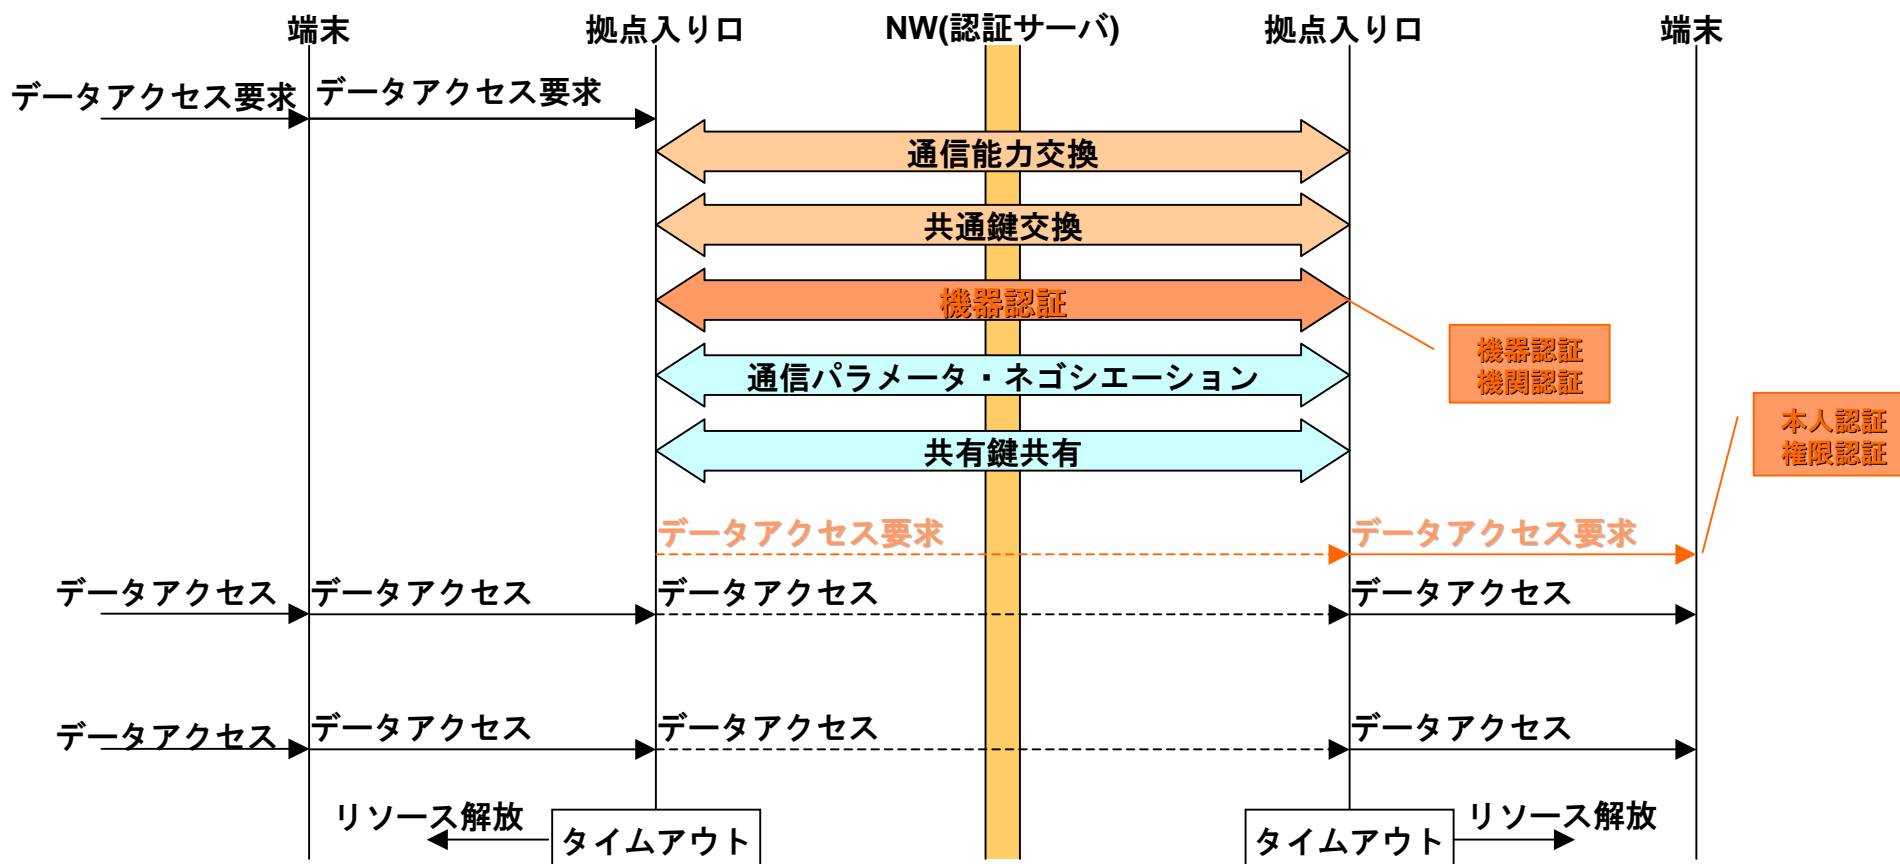 端末
拠点入り口
NW(認証サーバ)
拠点入り口
端末
データアクセス要求
データアクセス要求
通信能力交換
共通鍵交換
機器認証
機器認証
機関認証
通信パラメータ・ネゴシエーション
本人認証
権限認証
共有鍵共有
データアクセス要求
データアクセス要求
データアクセス
データアクセス
データアクセス
データアクセス
データアクセス
データアクセス
データアクセス
データアクセス
リソース解放
タイムアウト
タイムアウト
リソース解放